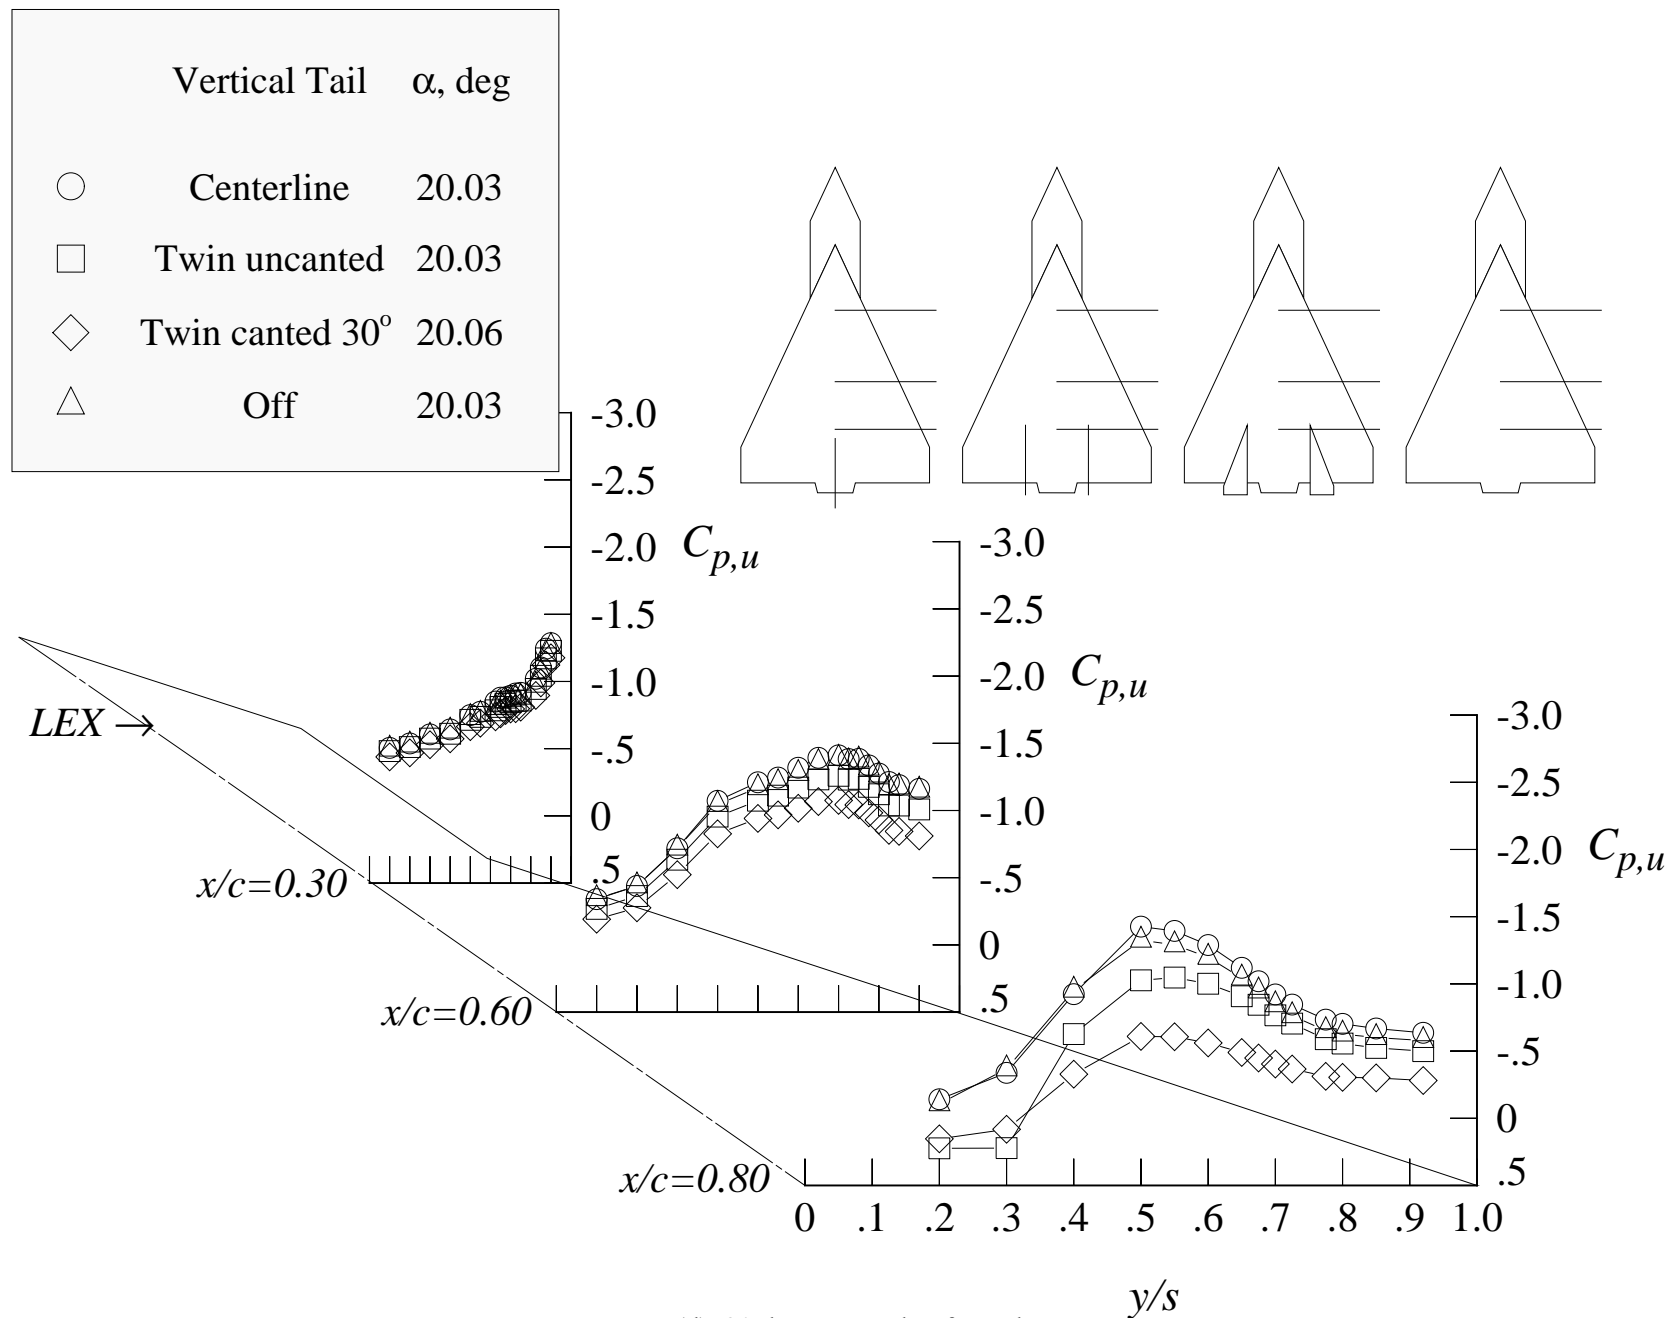 Vertical Tail α, deg
Centerline 20.03
Twin uncanted 20.03
Twin canted 30° 20.06
Off 20.03
-3.0
-2.5
-2.0
-1.5
-1.0
-.5
0
.5
Cp,u
LEX →
x/c=0.30
-3.0
-2.5
-2.0
-1.5
-1.0
-.5
0
.5
Cp,u
x/c=0.60
-3.0
-2.5
-2.0
-1.5
-1.0
-.5
0
.5
Cp,u
x/c=0.80
0 .1 .2 .3 .4 .5 .6 .7 .8 .9 1.0
y/s